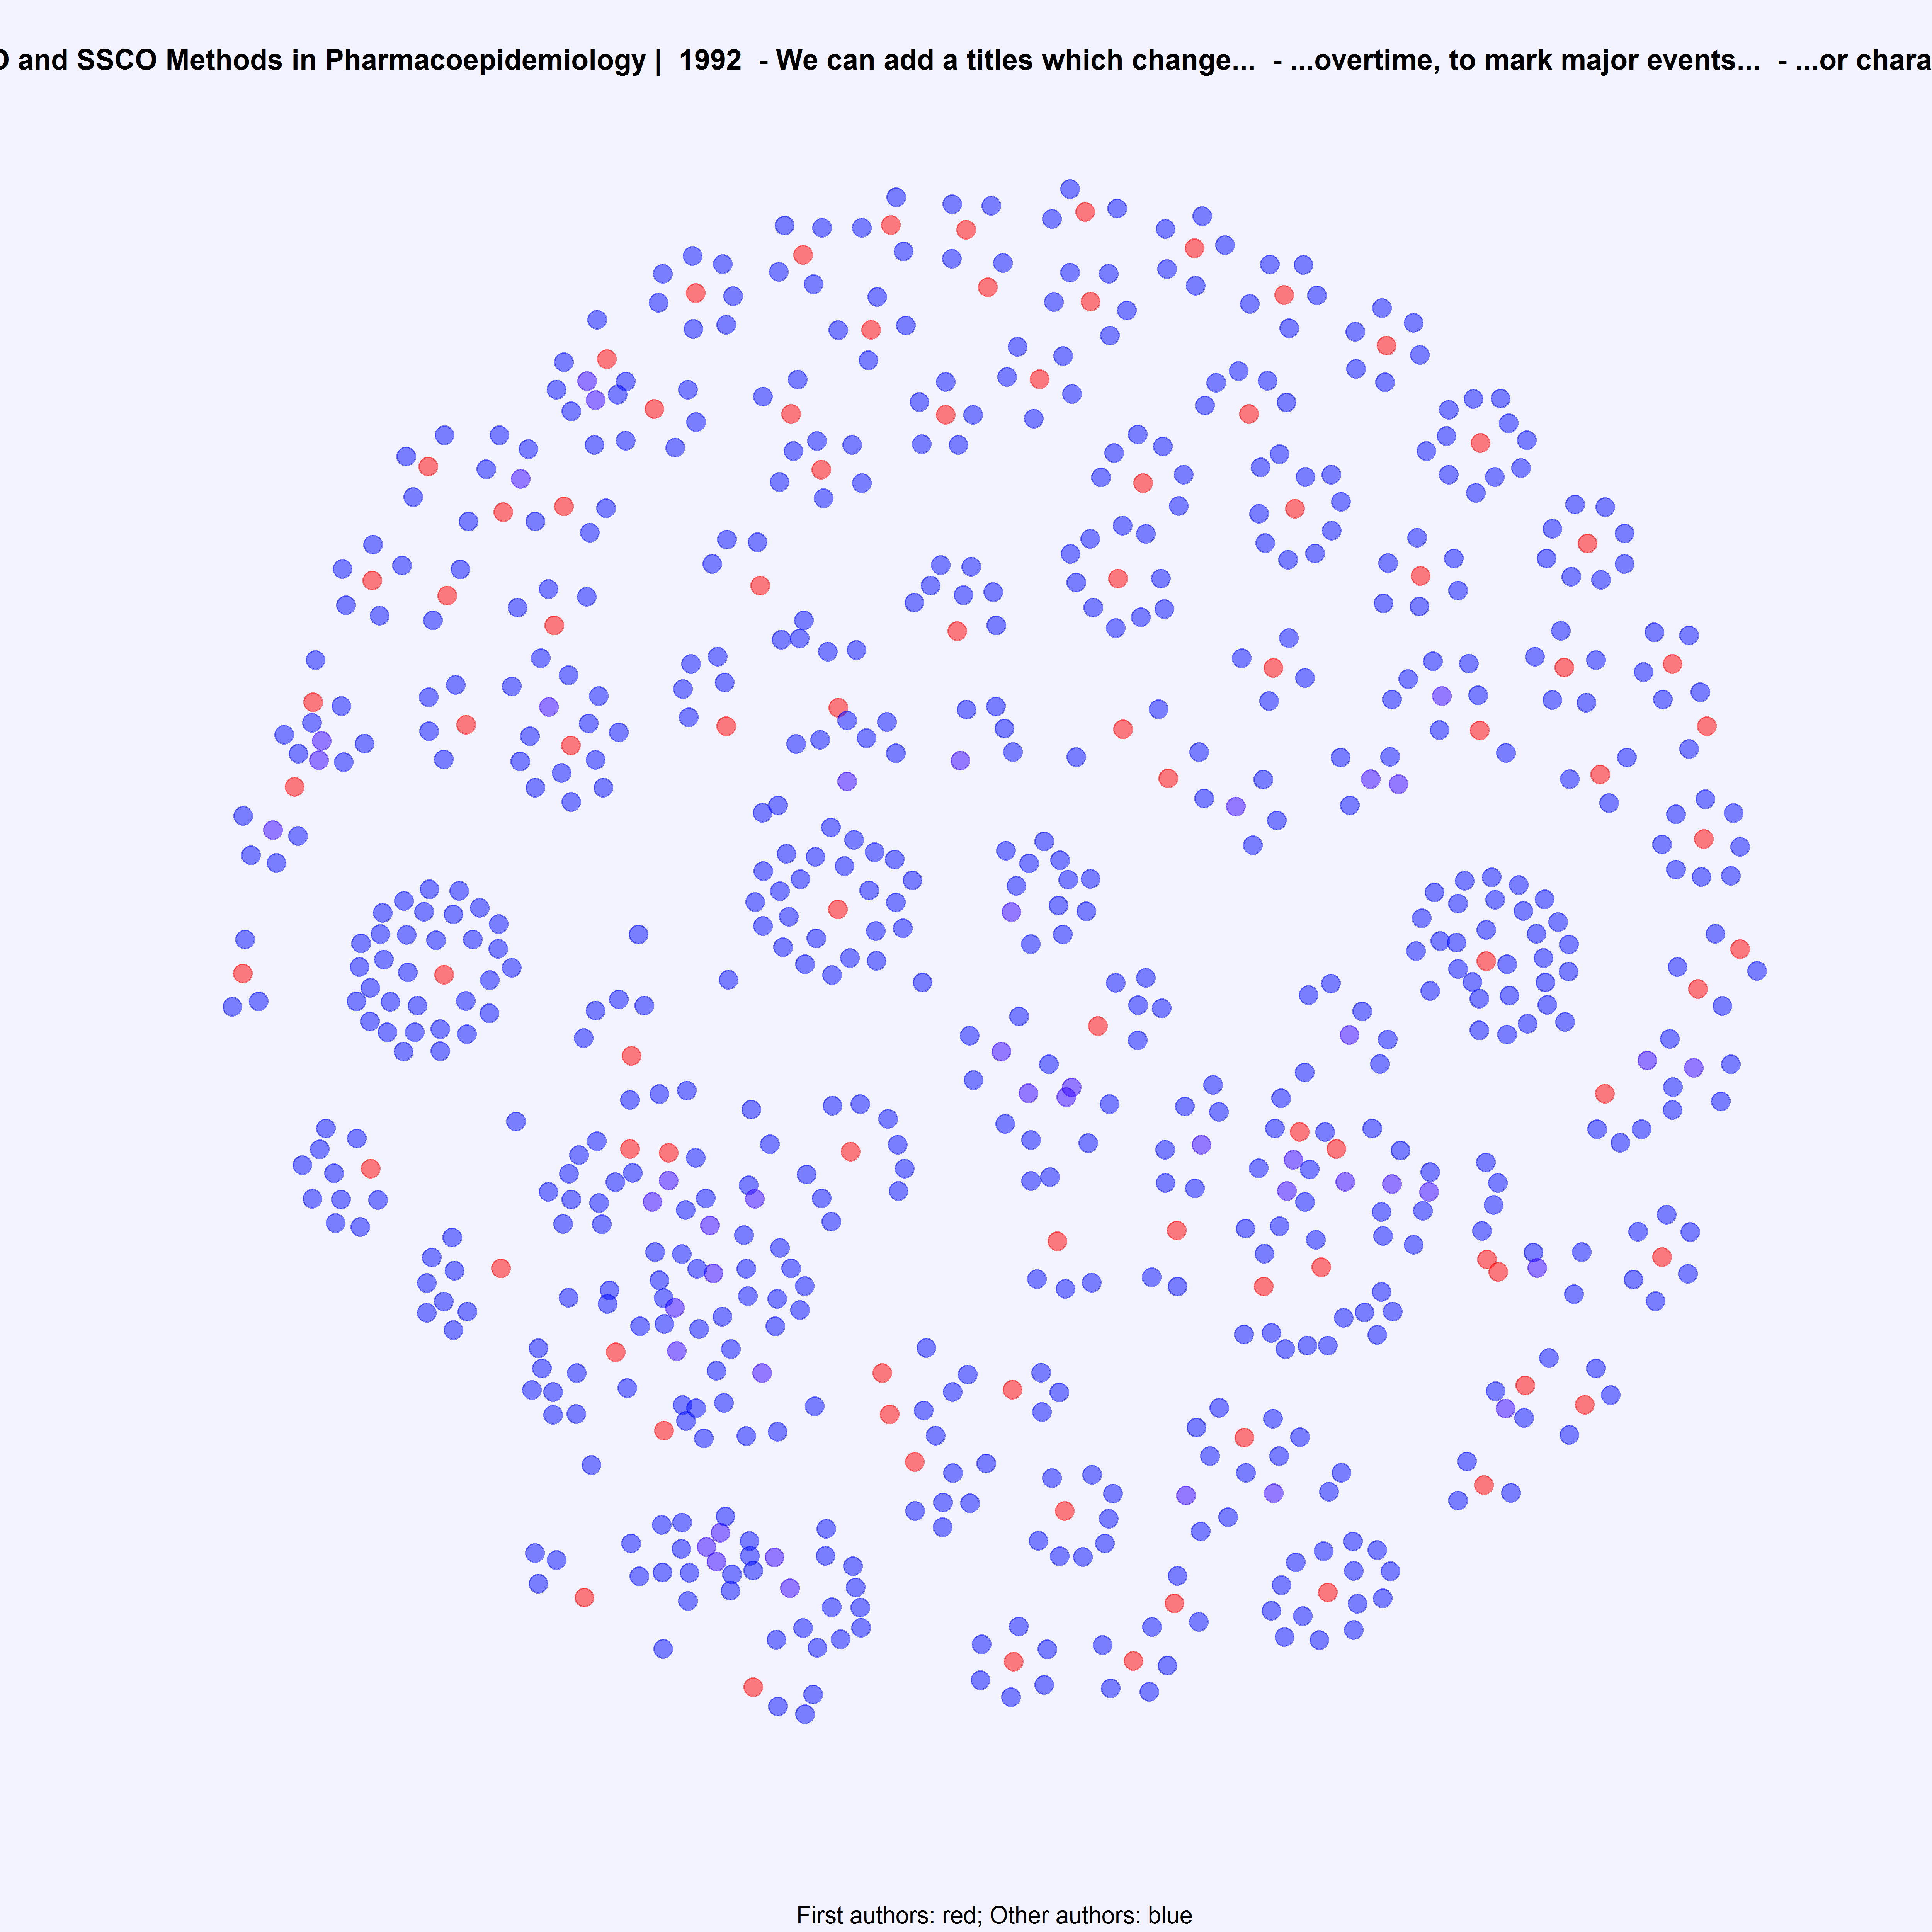 and SSCO Methods in Pharmacoepidemiology | 1992 - We can add a titles which change... - ...overtime, to mark major events... - ...or chara
First authors: red; Other authors: blue